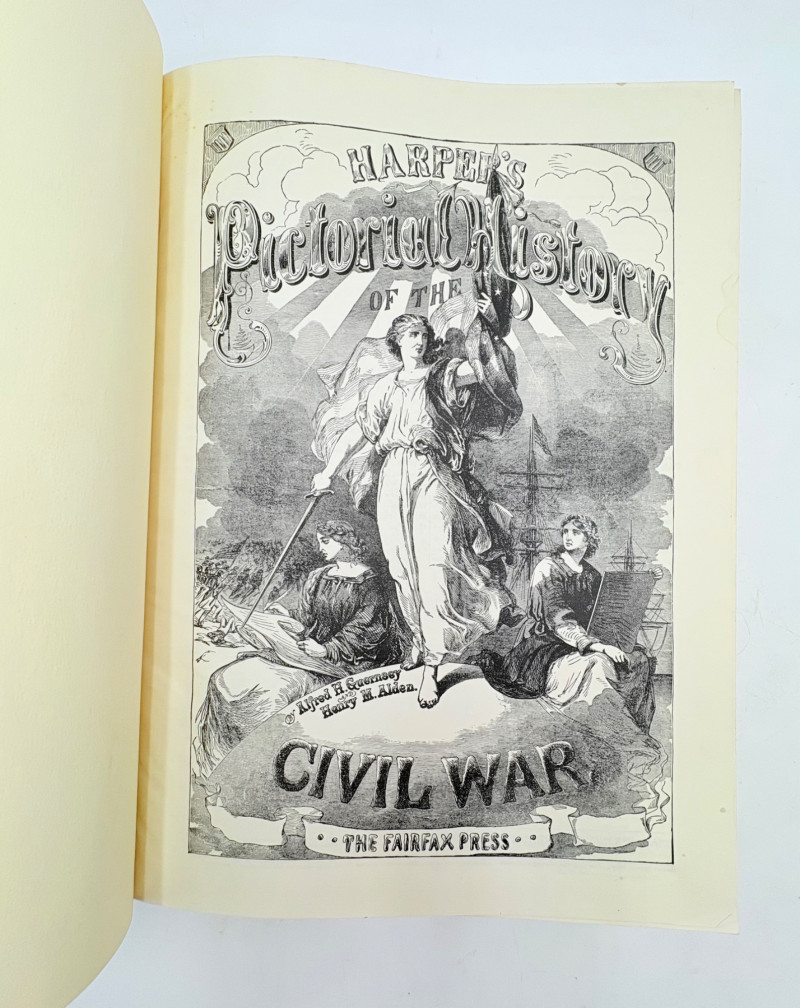 HARPER'S
Pictorial History
OF THE
By Alfred H. Guernsey
AND
Henry M. Alden.
CIVIL WAR
THE FAIRFAX PRESS